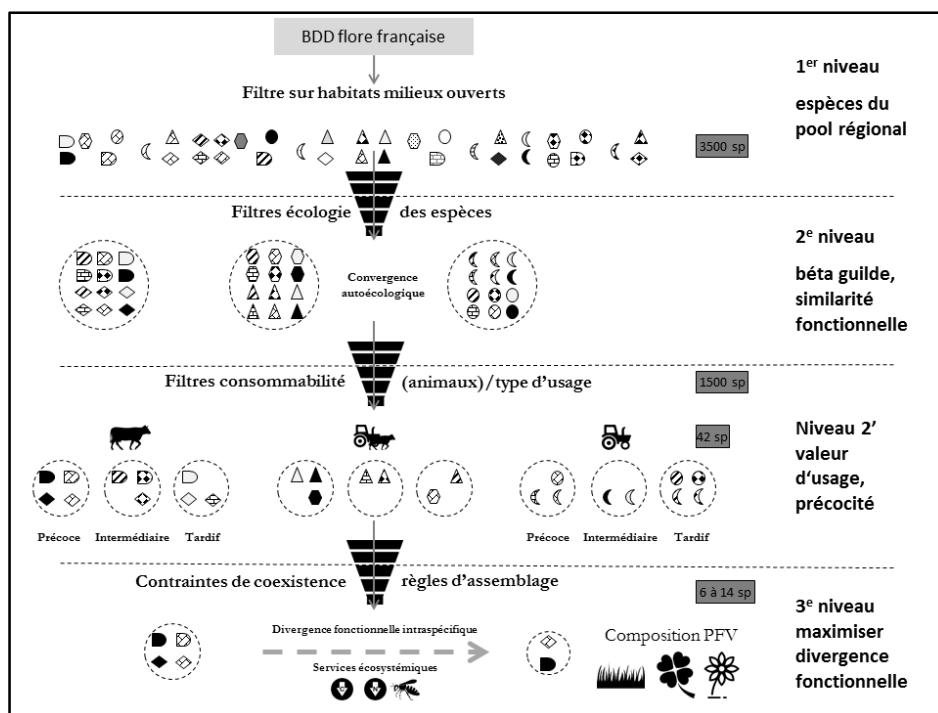 BDD flore française
Filtre sur habitats milieux ouverts
1er niveau
espèces du
pool régional
3500 sp
Filtres écologie des espèces
Convergence
autoécologique
2e niveau
béta guilde,
similarité
fonctionnelle
Filtres consommabilité (animaux)/type d'usage
1500 sp
42 sp
Niveau 2'
valeur
d'usage,
précocité
Précoce Intermédiaire Tardif
Précoce Intermédiaire Tardif
Contraintes de coexistence règles d'assemblage
6 à 14 sp
3e niveau
maximiser
divergence
fonctionnelle
Divergence fonctionnelle intraspécifique
Services écosystémiques
Composition PFV